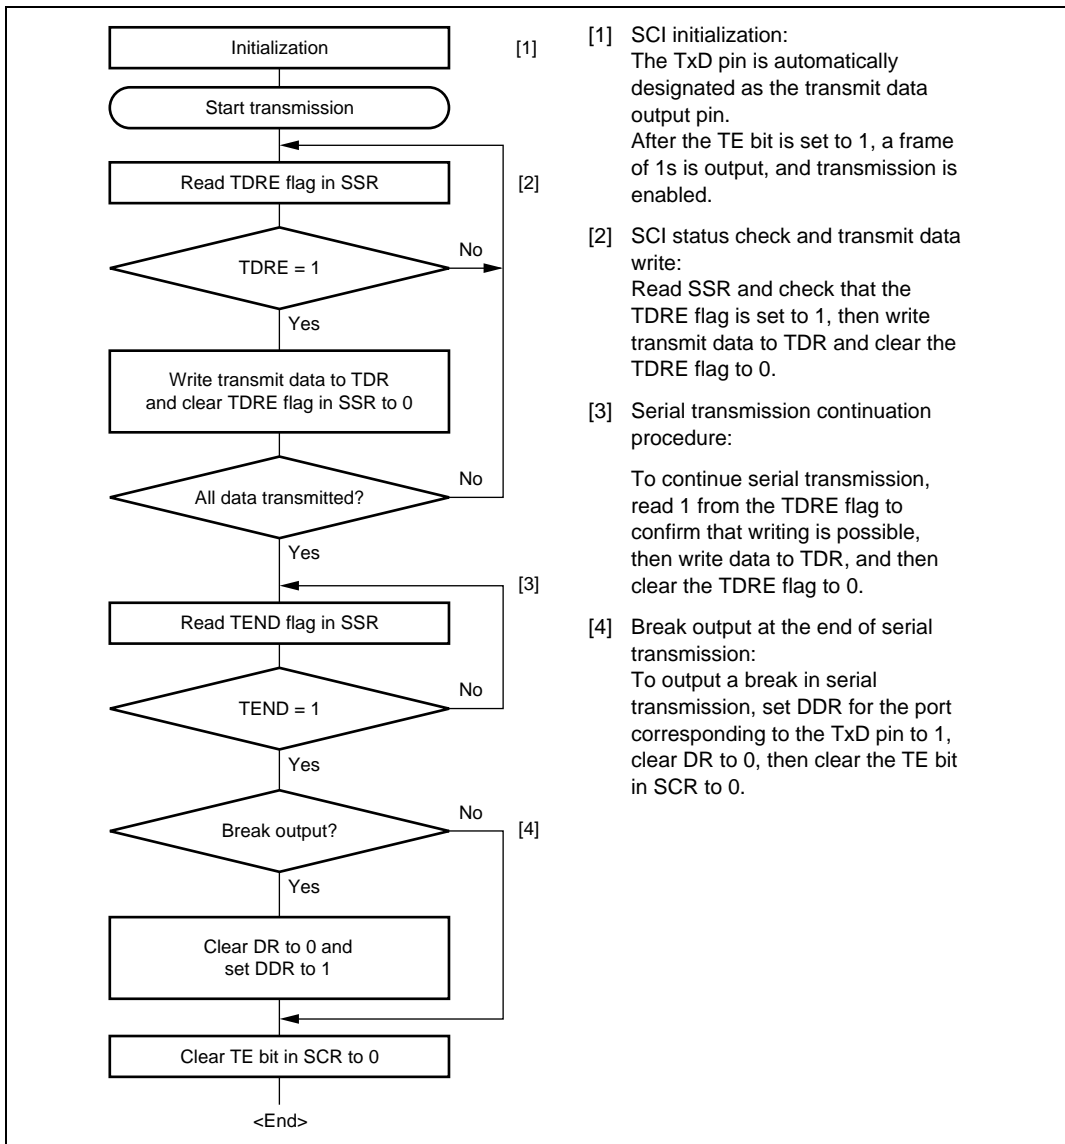 Initialization
[1]
Start transmission
Read TDRE flag in SSR
[2]
TDRE = 1
No
Yes
Write transmit data to TDR
and clear TDRE flag in SSR to 0
All data transmitted?
No
Yes
[3]
Read TEND flag in SSR
TEND = 1
No
Yes
Break output?
No
[4]
Yes
Clear DR to 0 and
set DDR to 1
Clear TE bit in SCR to 0
<End>
[1] SCI initialization:
The TxD pin is automatically
designated as the transmit data
output pin.
After the TE bit is set to 1, a frame
of 1s is output, and transmission is
enabled.
[2] SCI status check and transmit data
write:
Read SSR and check that the
TDRE flag is set to 1, then write
transmit data to TDR and clear the
TDRE flag to 0.
[3] Serial transmission continuation
procedure:
To continue serial transmission,
read 1 from the TDRE flag to
confirm that writing is possible,
then write data to TDR, and then
clear the TDRE flag to 0.
[4] Break output at the end of serial
transmission:
To output a break in serial
transmission, set DDR for the port
corresponding to the TxD pin to 1,
clear DR to 0, then clear the TE bit
in SCR to 0.